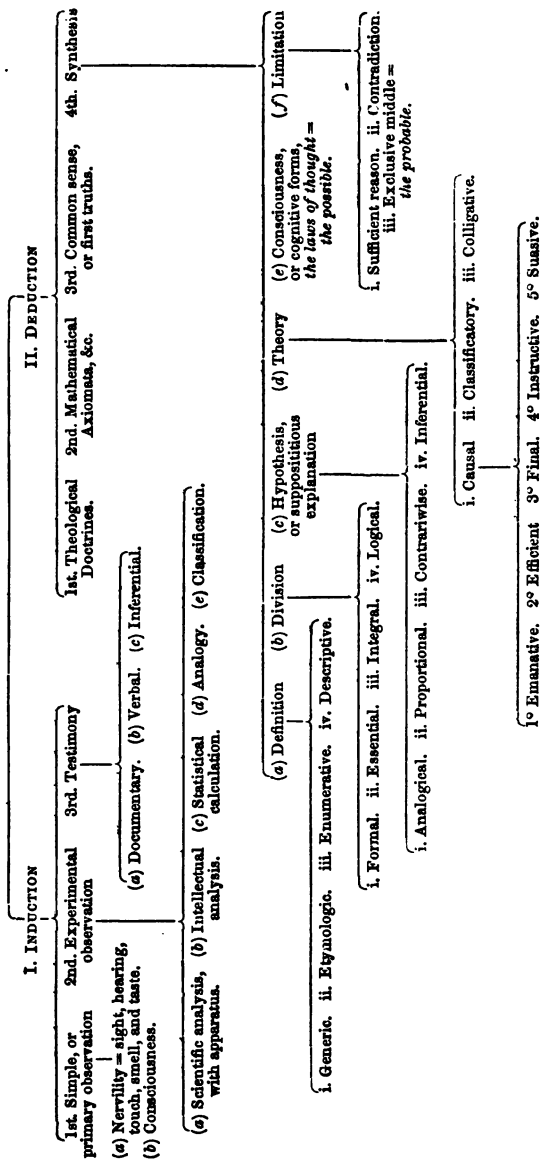 I. INDUCTION
II. DEDUCTION
1st. Simple, or
primary observation
2nd. Experimental
observation
3rd. Testimony
1st. Theological
Doctrines.
2nd. Mathematical
Axiomata, &c.
3rd. Common sense,
or first truths.
4th. Synthesis
(a) Nervility = sight, hearing,
touch, smell, and taste.
(b) Consciousness.
(a) Documentary. (b) Verbal. (c) Inferential.
(a) Scientific analysis,
with apparatus.
(b) Intellectual
analysis.
(c) Statistical
calculation.
(d) Analogy. (e) Classification.
(a) Definition
(b) Division
(c) Hypothesis,
or supposititious
explanation
(d) Theory
(e) Consciousness,
or cognitive forms,
the laws of thought =
the possible.
(f) Limitation
i. Generic. ii. Etymologic. iii. Enumerative. iv. Descriptive.
i. Formal. ii. Essential. iii. Integral. iv. Logical.
i. Analogical. ii. Proportional. iii. Contrariwise. iv. Inferential.
i. Sufficient reason. ii. Contradiction.
iii. Exclusive middle =
the probable.
i. Causal ii. Classificatory. iii. Colligative.
1° Emanative. 2° Efficient 3° Final. 4° Instructive. 5° Suasive.